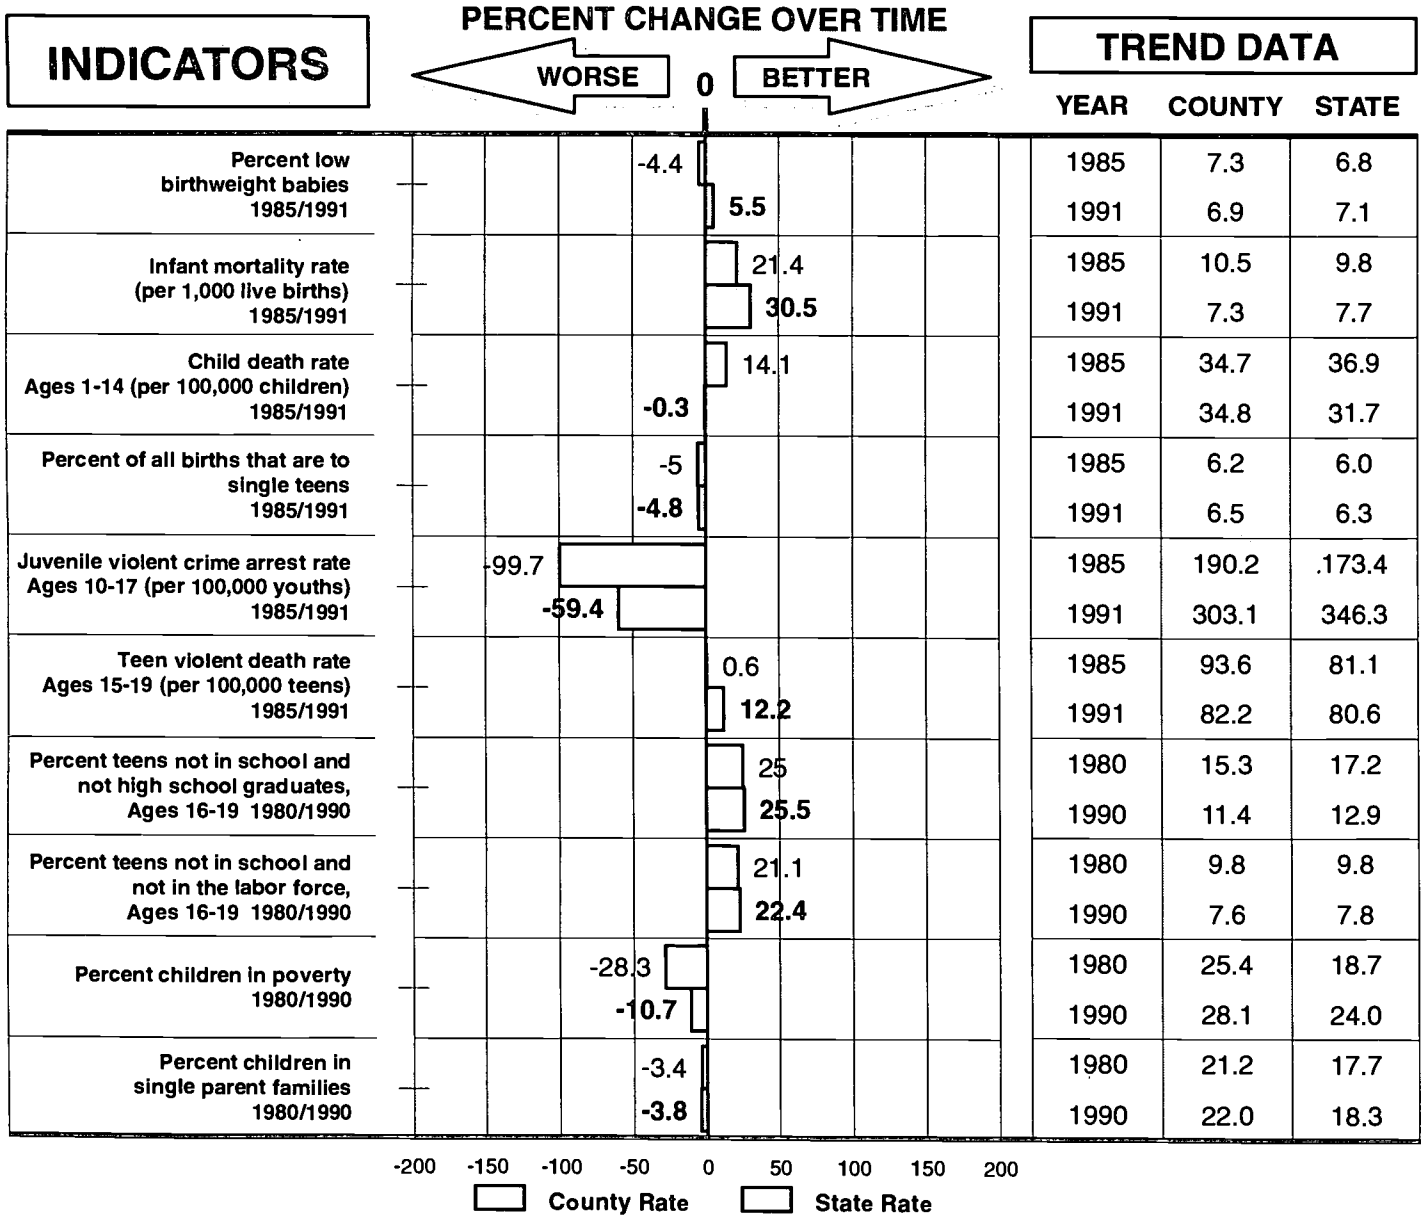 PERCENT CHANGE OVER TIME
INDICATORS
WORSE 0 BETTER
TREND DATA
YEAR COUNTY STATE
Percent low
birthweight babies
1985/1991
-4.4
5.5
1985 7.3 6.8
1991 6.9 7.1
Infant mortality rate
(per 1,000 live births)
1985/1991
21.4
30.5
1985 10.5 9.8
1991 7.3 7.7
Child death rate
Ages 1-14 (per 100,000 children)
1985/1991
14.1
-0.3
1985 34.7 36.9
1991 34.8 31.7
Percent of all births that are to
single teens
1985/1991
-5
-4.8
1985 6.2 6.0
1991 6.5 6.3
Juvenile violent crime arrest rate
Ages 10-17 (per 100,000 youths)
1985/1991
-99.7
-59.4
1985 190.2 .173.4
1991 303.1 346.3
Teen violent death rate
Ages 15-19 (per 100,000 teens)
1985/1991
0.6
12.2
1985 93.6 81.1
1991 82.2 80.6
Percent teens not in school and
not high school graduates,
Ages 16-19 1980/1990
25
25.5
1980 15.3 17.2
1990 11.4 12.9
Percent teens not in school and
not in the labor force,
Ages 16-19 1980/1990
21.1
22.4
1980 9.8 9.8
1990 7.6 7.8
Percent children in poverty
1980/1990
-28.3
-10.7
1980 25.4 18.7
1990 28.1 24.0
Percent children in
single parent families
1980/1990
-3.4
-3.8
1980 21.2 17.7
1990 22.0 18.3
-200 -150 -100 -50 0 50 100 150 200
County Rate State Rate